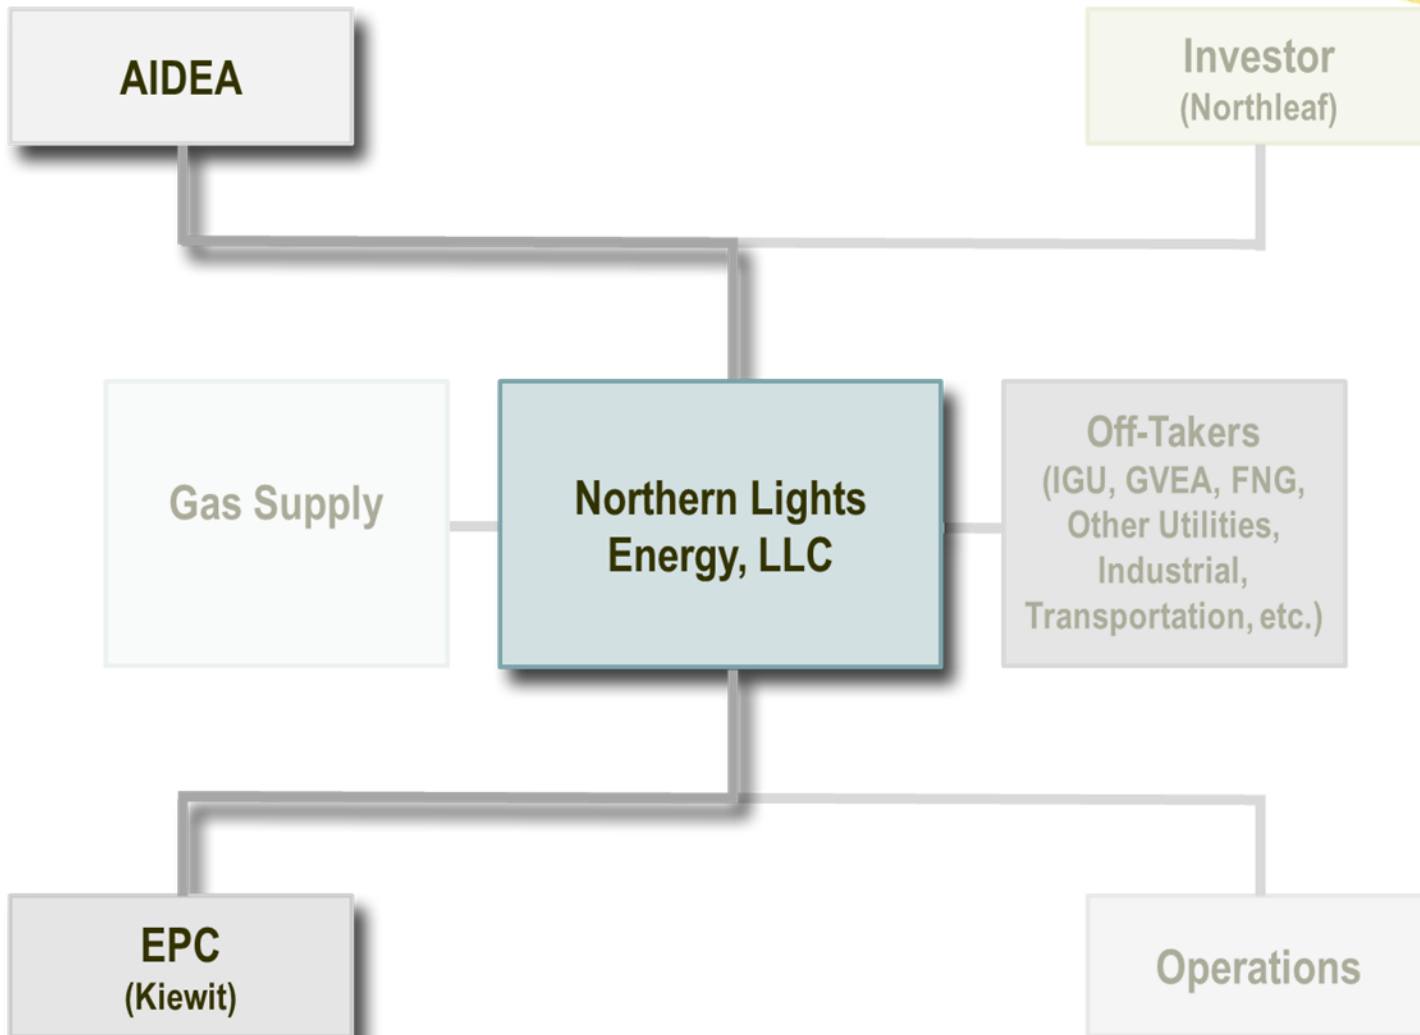 AIDEA
Investor
(Northleaf)
Gas Supply
Northern Lights
Energy, LLC
Off-Takers
(IGU, GVEA, FNG,
Other Utilities,
Industrial,
Transportation, etc.)
EPC
(Kiewit)
Operations